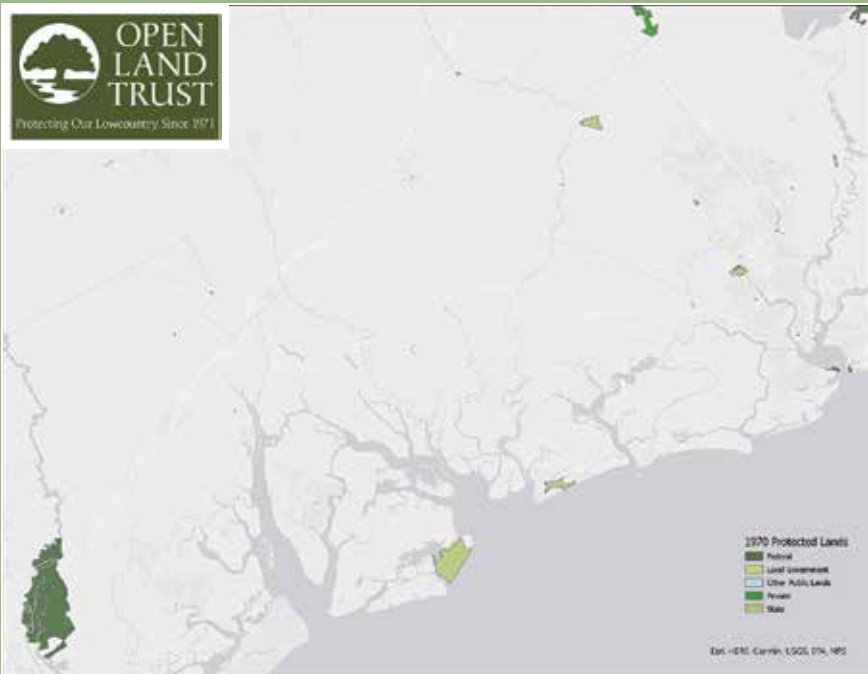 OPEN
LAND
TRUST
Protecting Our Lowcountry Since 1971
1970 Protected Lands
Federal
Local Government
Other Public Lands
Private
State
Esri, HERE, Garmin, USGS, EPA, NPS